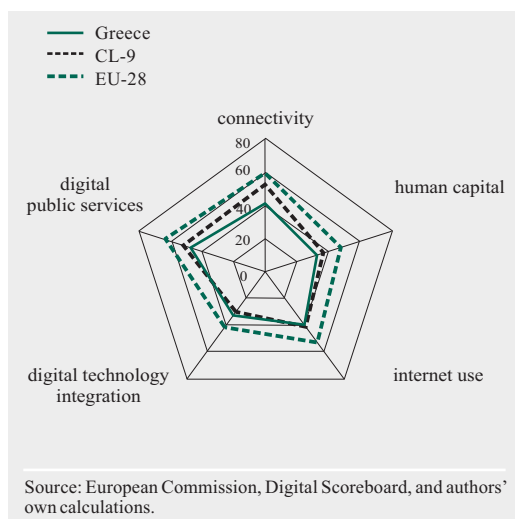 Greece
CL-9
EU-28
connectivity
80
60
40
20
0
human capital
internet use
digital technology
integration
digital
public services
Source: European Commission, Digital Scoreboard, and authors’
own calculations.